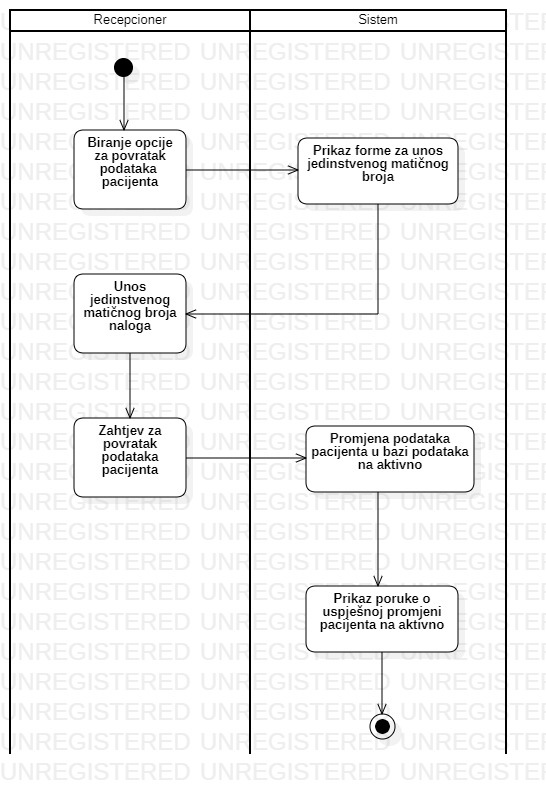 Recepcioner
Sistem
Biranje opcije
za povratak
podataka
pacijenta
Prikaz forme za unos
jedinstvenog matičnog
broja
Unos
jedinstvenog
matičnog broja
naloga
Zahtjev za
povratak
podataka
pacijenta
Promjena podataka
pacijenta u bazi podataka
na aktivno
Prikaz poruke o
uspješnoj promjeni
pacijenta na aktivno
UNREGISTERED